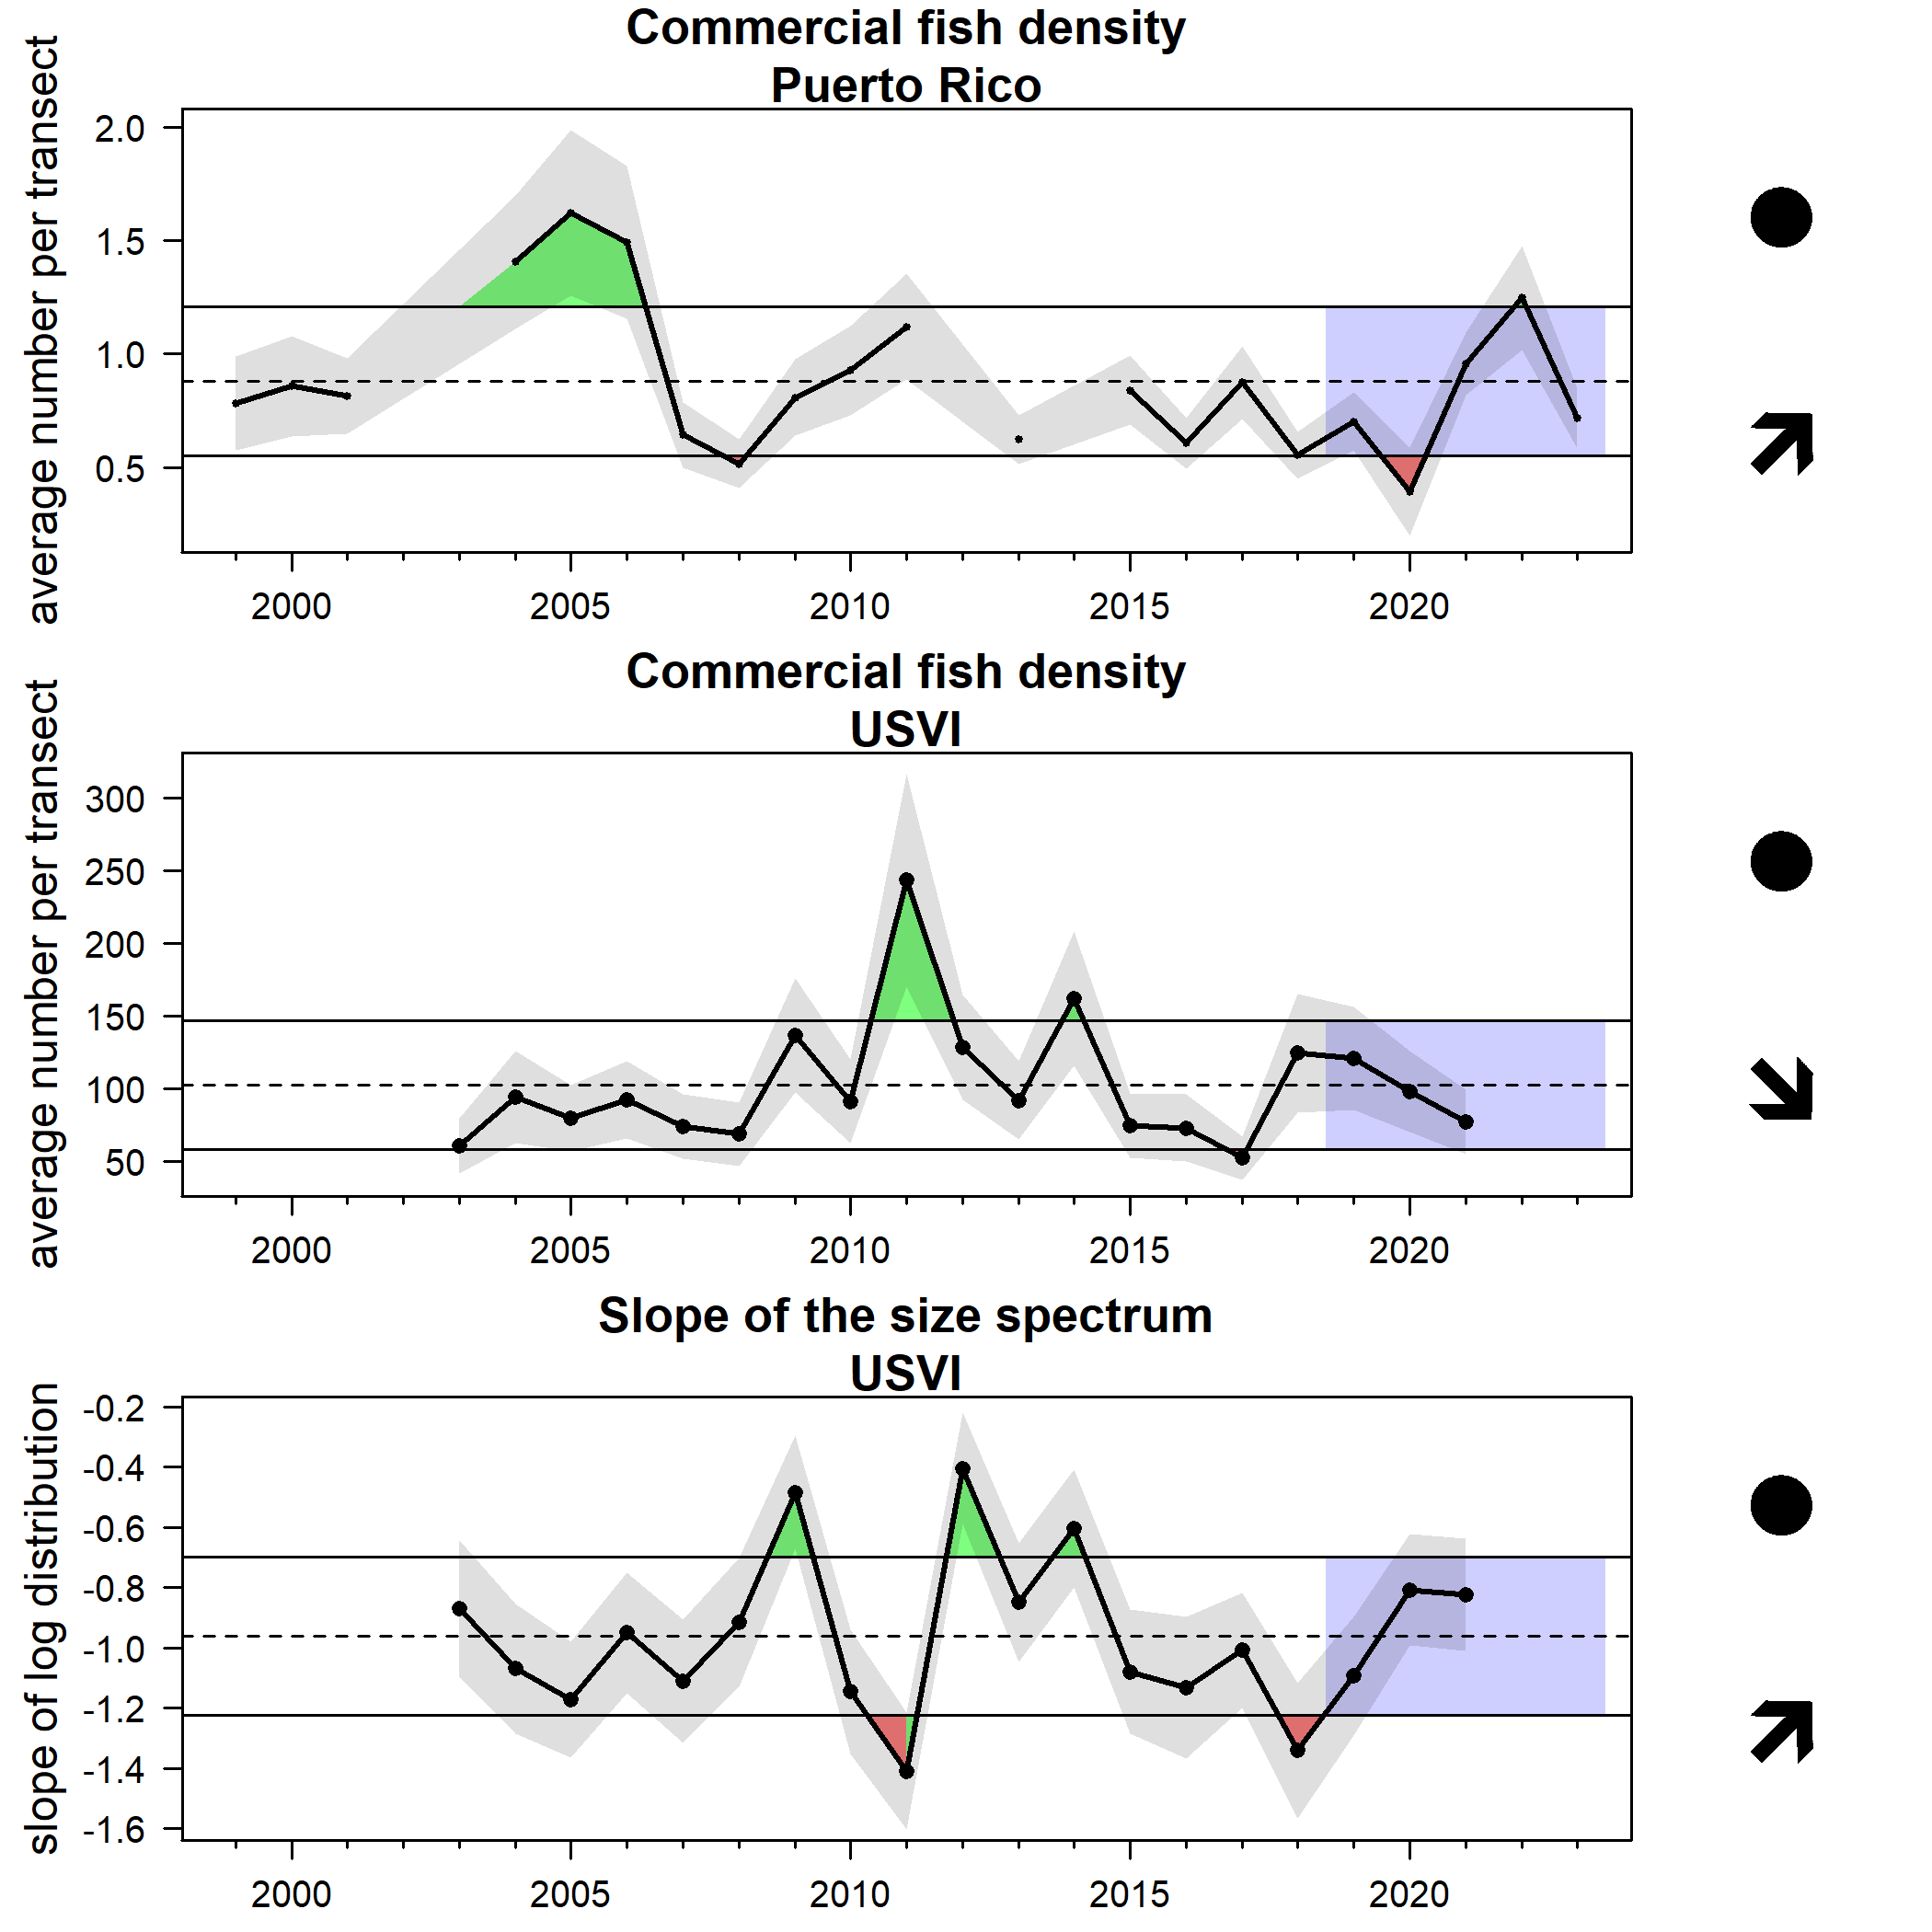 Commercial fish density
Puerto Rico
average number per transect
2.0
1.5
1.0
0.5
2000 2005 2010 2015 2020
Commercial fish density
USVI
average number per transect
300
250
200
150
100
50
2000 2005 2010 2015 2020
Slope of the size spectrum
USVI
slope of log distribution
-0.2
-0.4
-0.6
-0.8
-1.0
-1.2
-1.4
-1.6
2000 2005 2010 2015 2020